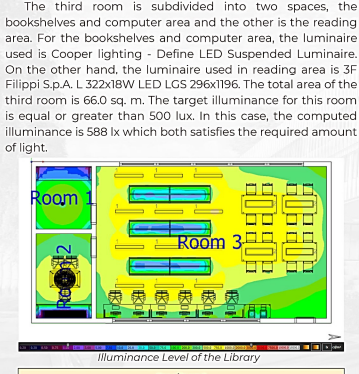 The third room is subdivided into two spaces, the
bookshelves and computer area and the other is the reading
area. For the bookshelves and computer area, the luminaire
used is Cooper lighting - Define LED Suspended Luminaire.
On the other hand, the luminaire used in reading area is 3F
Filippi S.p.A. L 322x18W LED LGS 296x1196. The total area of the
third room is 66.0 sq. m. The target illuminance for this room
is equal or greater than 500 lux. In this case, the computed
illuminance is 588 lx which both satisfies the required amount
of light.
Room 1
Room 2
Room 3
Illuminance Level of the Library